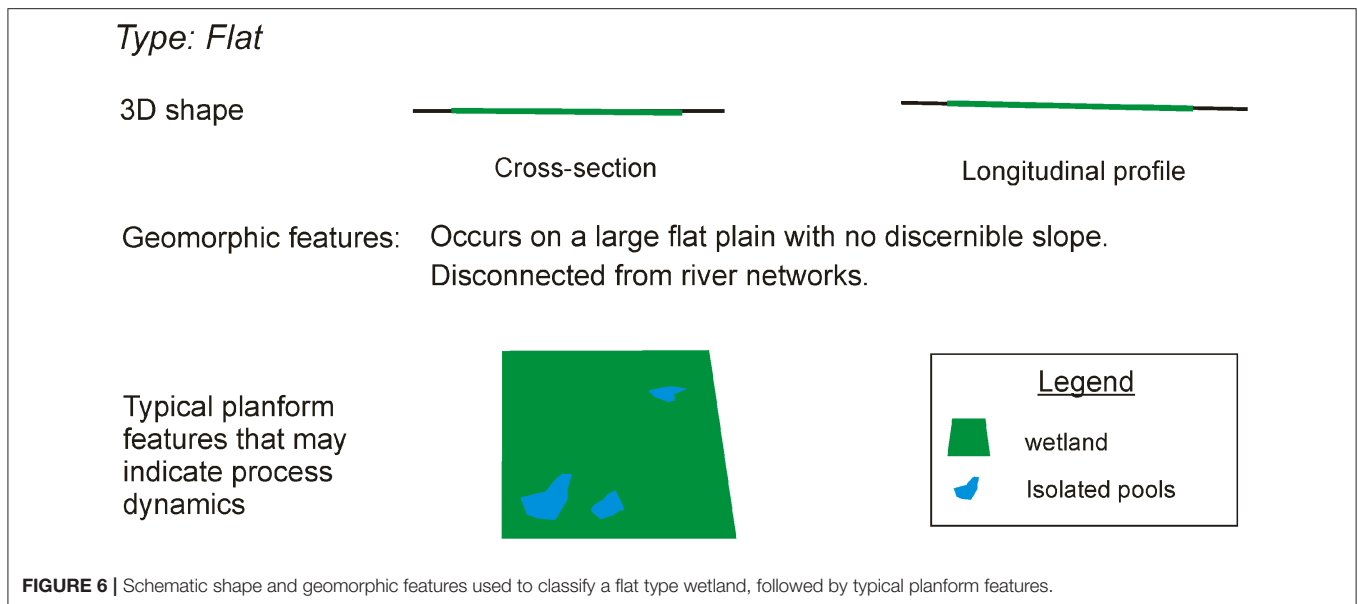 Type: Flat
3D shape
Cross-section
Longitudinal profile
Geomorphic features:
Occurs on a large flat plain with no discernible slope.
Disconnected from river networks.
Typical planform
features that may
indicate process
dynamics
Legend
wetland
Isolated pools
FIGURE 6 | Schematic shape and geomorphic features used to classify a flat type wetland, followed by typical planform features.